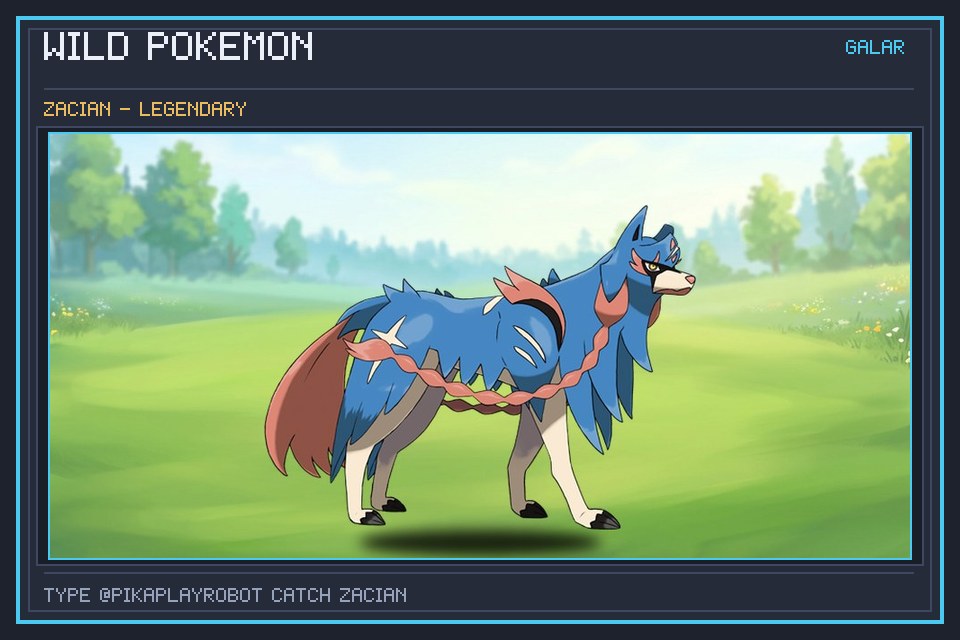 WILD POKEMON
GALAR
ZACIAN - LEGENDARY
TYPE @PIKAPLAYROBOT CATCH ZACIAN